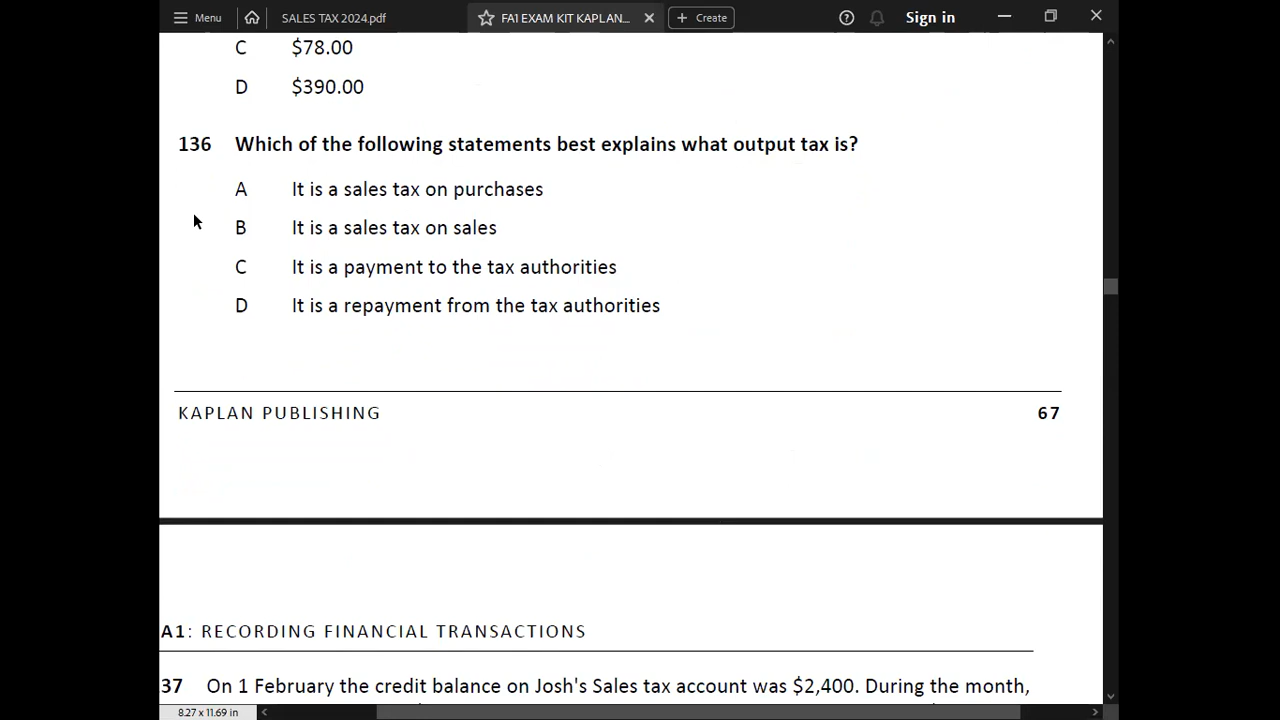 Menu SALES TAX 2024.pdf FA1 EXAM KIT KAPLAN... Create Sign in
C $78.00
D $390.00
136 Which of the following statements best explains what output tax is?
A It is a sales tax on purchases
B It is a sales tax on sales
C It is a payment to the tax authorities
D It is a repayment from the tax authorities
KAPLAN PUBLISHING 67
A1: RECORDING FINANCIAL TRANSACTIONS
37 On 1 February the credit balance on Josh's Sales tax account was $2,400. During the month,
8.27 x 11.69 in